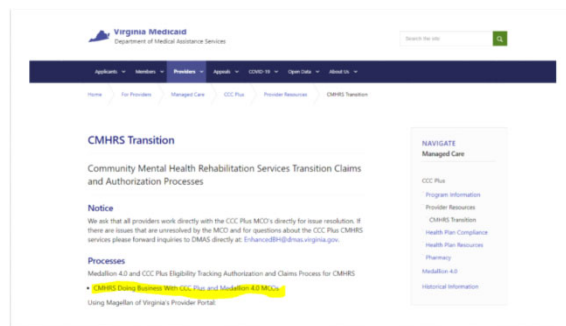 Virginia Medicaid
Department of Medical Assistance Services
Search the site
Applicants
Members
Providers
Appeals
COVID-19
Open Data
About Us
Home
For Providers
Managed Care
CCC Plus
Provider Resources
CMHRS Transition
CMHRS Transition
Community Mental Health Rehabilitation Services Transition Claims
and Authorization Processes
Notice
We ask that all providers work directly with the CCC Plus MCO's directly for issue resolution. If
there are issues that are unresolved by the MCO and for questions about the CCC Plus CMHRS
services please forward inquiries to DMAS directly at: EnhancedBH@dmas.virginia.gov.
Processes
Medallion 4.0 and CCC Plus Eligibility Tracking Authorization and Claims Process for CMHRS
• CMHRS Doing Business With CCC Plus and Medallion 4.0 MCOs
Using Magellan of Virginia's Provider Portal:
NAVIGATE
Managed Care
CCC Plus
Program Information
Provider Resources
CMHRS Transition
Health Plan Compliance
Health Plan Resources
Pharmacy
Medallion 4.0
Historical Information